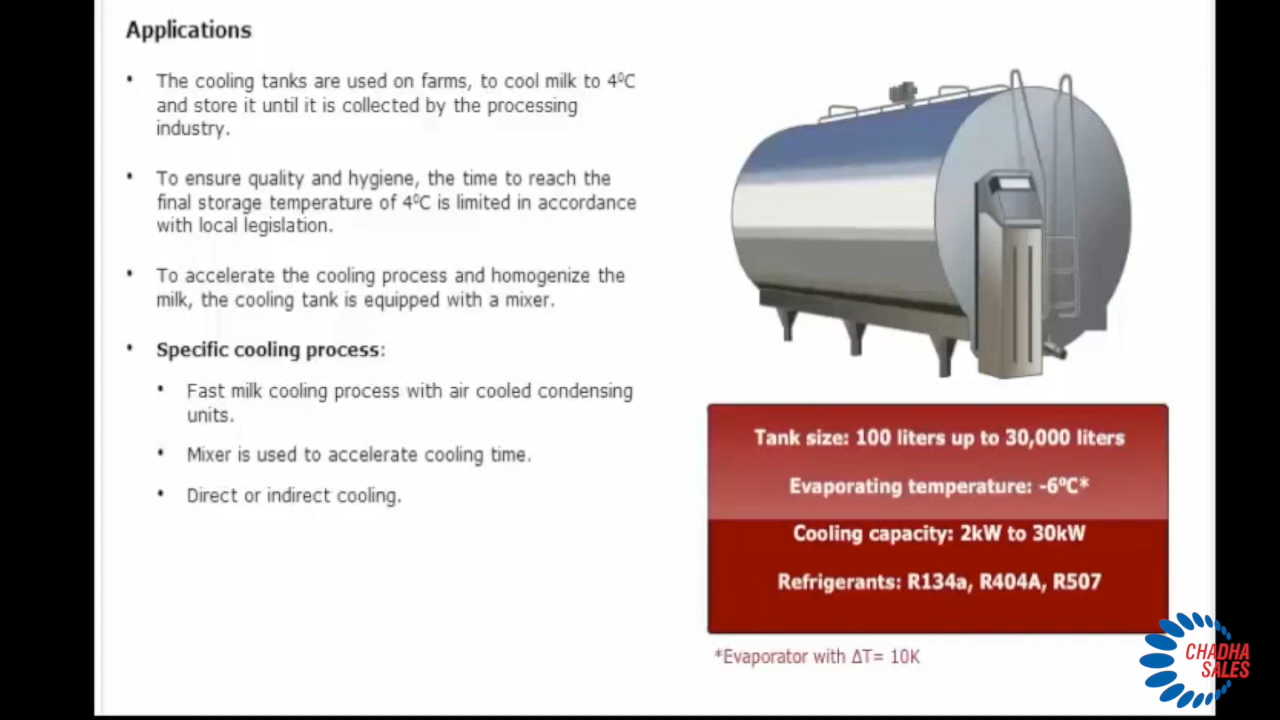 Applications
• The cooling tanks are used on farms, to cool milk to 4⁰C
and store it until it is collected by the processing
industry.
• To ensure quality and hygiene, the time to reach the
final storage temperature of 4⁰C is limited in accordance
with local legislation.
• To accelerate the cooling process and homogenize the
milk, the cooling tank is equipped with a mixer.
• Specific cooling process:
• Fast milk cooling process with air cooled condensing
units.
• Mixer is used to accelerate cooling time.
• Direct or indirect cooling.
Tank size: 100 liters up to 30,000 liters
Evaporating temperature: -6ºC*
Cooling capacity: 2kW to 30kW
Refrigerants: R134a, R404A, R507
*Evaporator with ΔT= 10K
CHADHA
SALES